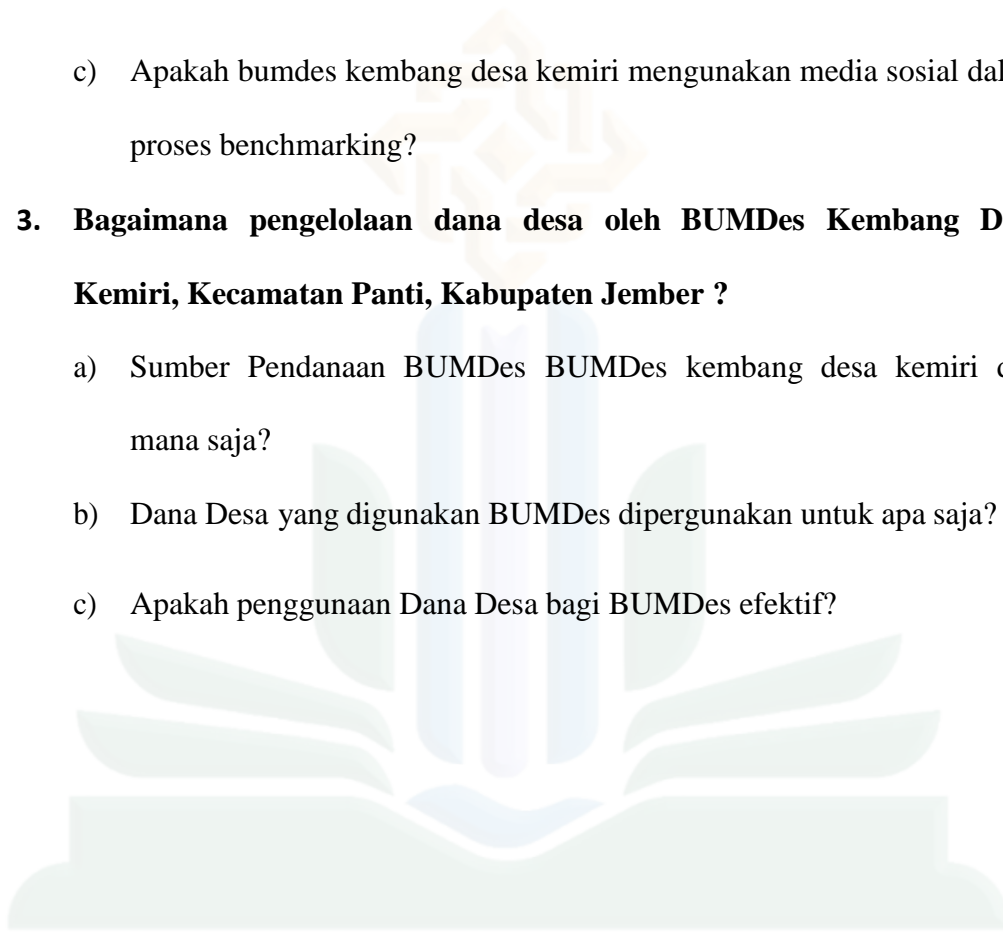 c) Apakah bumdes kembang desa kemiri mengunakan media sosial
proses benchmarking?
3. Bagaimana pengelolaan dana desa oleh BUMDes Kembang
Kemiri, Kecamatan Panti, Kabupaten Jember ?
a) Sumber Pendanaan BUMDes BUMDes kembang desa kemiri
mana saja?
b) Dana Desa yang digunakan BUMDes dipergunakan untuk apa saja?
c) Apakah penggunaan Dana Desa bagi BUMDes efektif?